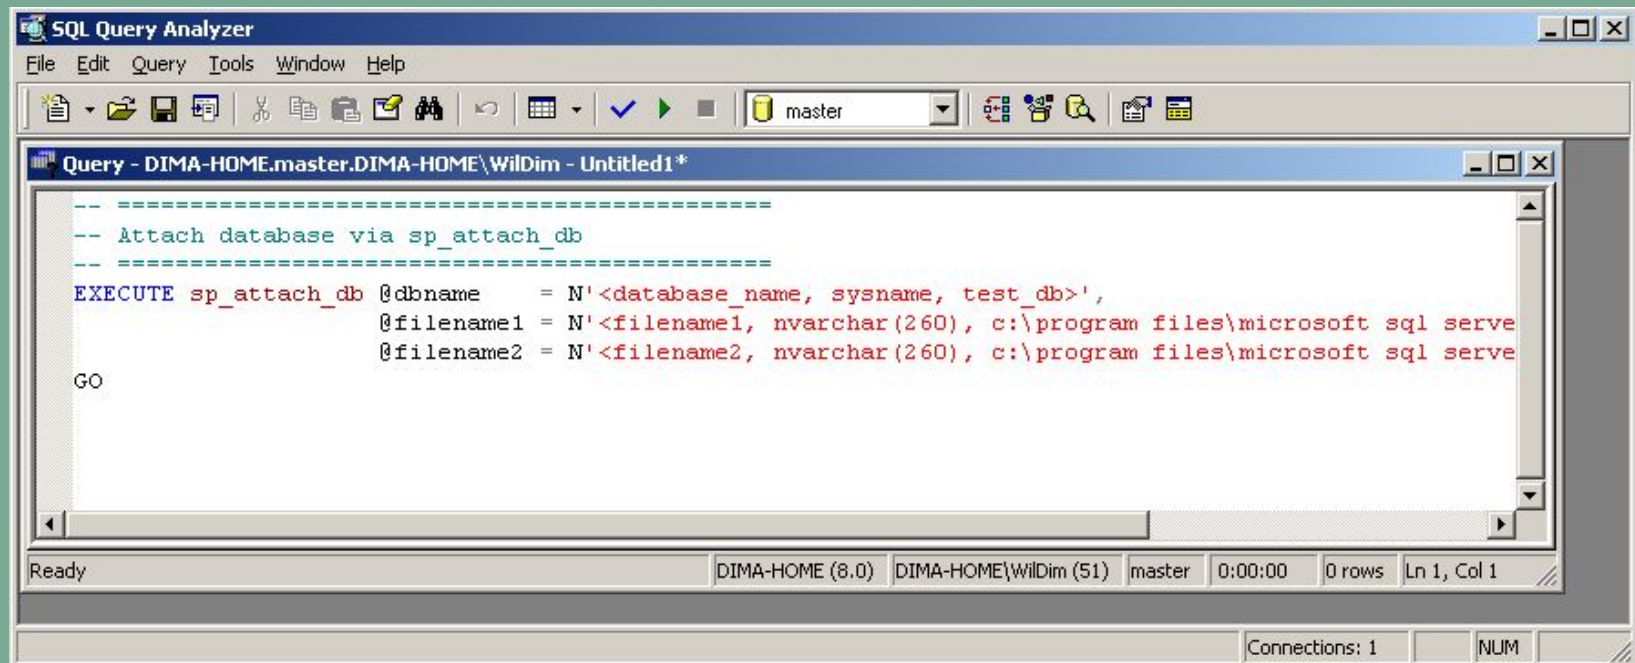 SQL Query Analyzer
File Edit Query Tools Window Help
master
Query - DIMA-HOME.master.DIMA-HOME\WilDim - Untitled1*
-- =============================================
-- Attach database via sp_attach_db
-- =============================================
EXECUTE sp_attach_db @dbname    = N'<database_name, sysname, test_db>',
@filename1 = N'<filename1, nvarchar(260), c:\program files\microsoft sql serve
@filename2 = N'<filename2, nvarchar(260), c:\program files\microsoft sql serve
GO
Ready DIMA-HOME (8.0) DIMA-HOME\WilDim (51) master 0:00:00 0 rows Ln 1, Col 1
Connections: 1 NUM